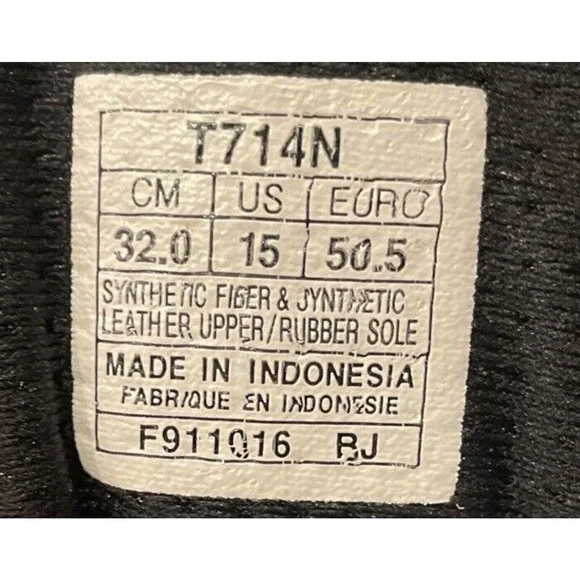 T714N
CM US EURO
32.0 15 50.5
SYNTHETIC FIBER & SYNTHETIC
LEATHER UPPER/RUBBER SOLE
MADE IN INDONESIA
FABRIQUE EN INDONESIE
F911016 BJ